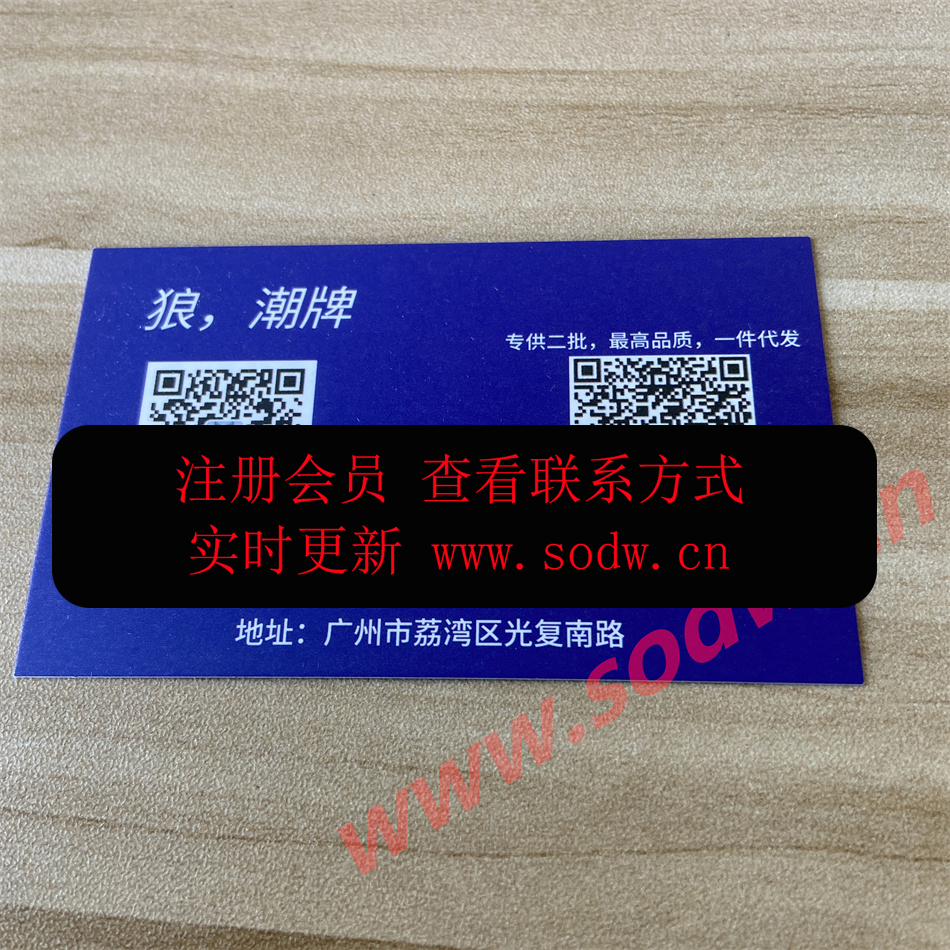 狼，潮牌
专供二批，最高品质，一件代发
注册会员 查看联系方式
实时更新 www.sodw.cn
地址：广州市荔湾区光复南路
www.sodw.cn